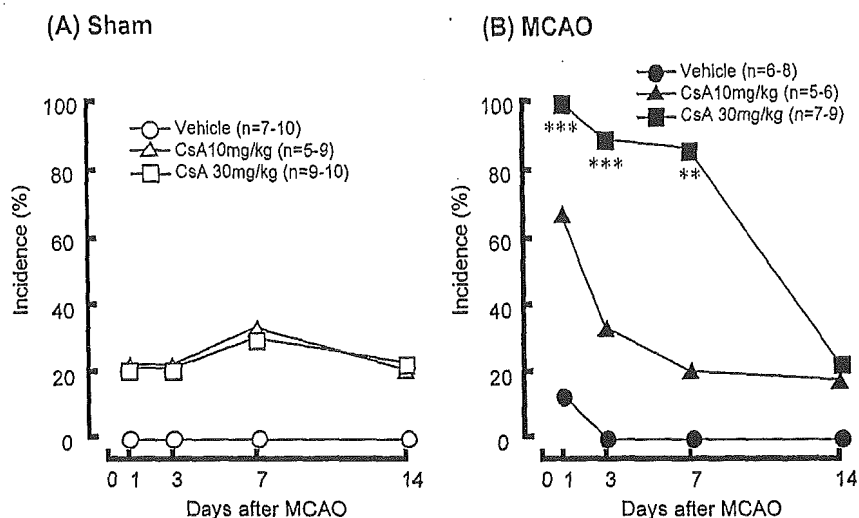 (A) Sham
Incidence (%)
100
80
60
40
20
0
Vehicle (n=7-10)
CsA10mg/kg (n=5-9)
CsA 30mg/kg (n=9-10)
0 1 3 7 14
Days after MCAO
(B) MCAO
Incidence (%)
100
80
60
40
20
0
Vehicle (n=6-8)
CsA10mg/kg (n=5-6)
CsA 30mg/kg (n=7-9)
***
***
**
0 1 3 7 14
Days after MCAO